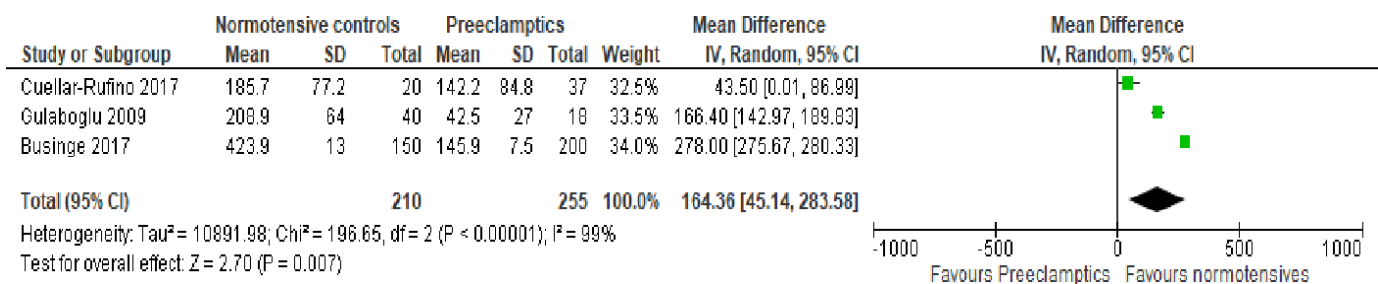 Normotensive controls Preeclamptics Mean Difference Mean Difference
Study or Subgroup Mean SD Total Mean SD Total Weight IV, Random, 95% CI IV, Random, 95% CI
Cuellar-Rufino 2017 185.7 77.2 20 142.2 84.8 37 32.5% 43.50 [0.01, 86.99]
Gulaboglu 2009 208.9 64 40 42.5 27 18 33.5% 166.40 [142.97, 189.83]
Businge 2017 423.9 13 150 145.9 7.5 200 34.0% 278.00 [275.67, 280.33]
Total (95% CI) 210 255 100.0% 164.36 [45.14, 283.58]
Heterogeneity: Tau² = 10891.98; Chi² = 196.65, df = 2 (P < 0.00001); I² = 99%
Test for overall effect: Z = 2.70 (P = 0.007)
-1000 -500 0 500 1000
Favours Preeclamptics Favours normotensives